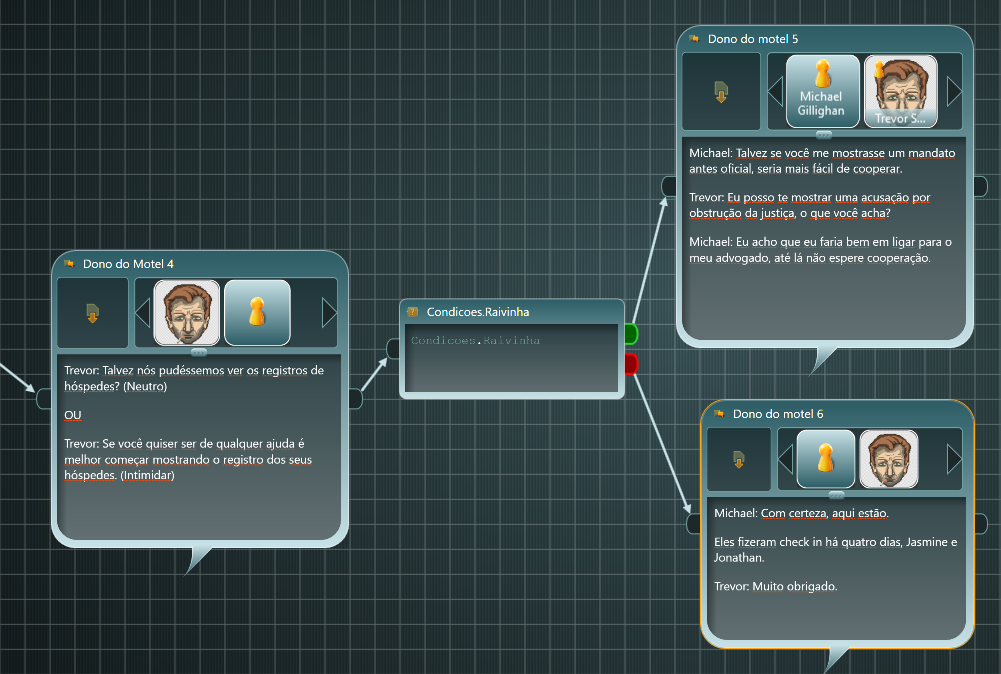 Dono do motel 5
Michael
Gillighan
Trevor S...
Michael: Talvez se você me mostrasse um mandato
antes oficial, seria mais fácil de cooperar.
Trevor: Eu posso te mostrar uma acusação por
obstrução da justiça, o que você acha?
Michael: Eu acho que eu faria bem em ligar para o
meu advogado, até lá não espere cooperação.
Dono do Motel 4
Trevor: Talvez nós pudéssemos ver os registros de
hóspedes? (Neutro)
OU
Trevor: Se você quiser ser de qualquer ajuda é
melhor começar mostrando o registro dos seus
hóspedes. (Intimidar)
Condicoes.Raivinha
Condicoes.Raivinha
Dono do motel 6
Michael: Com certeza, aqui estão.
Eles fizeram check in há quatro dias, Jasmine e
Jonathan.
Trevor: Muito obrigado.